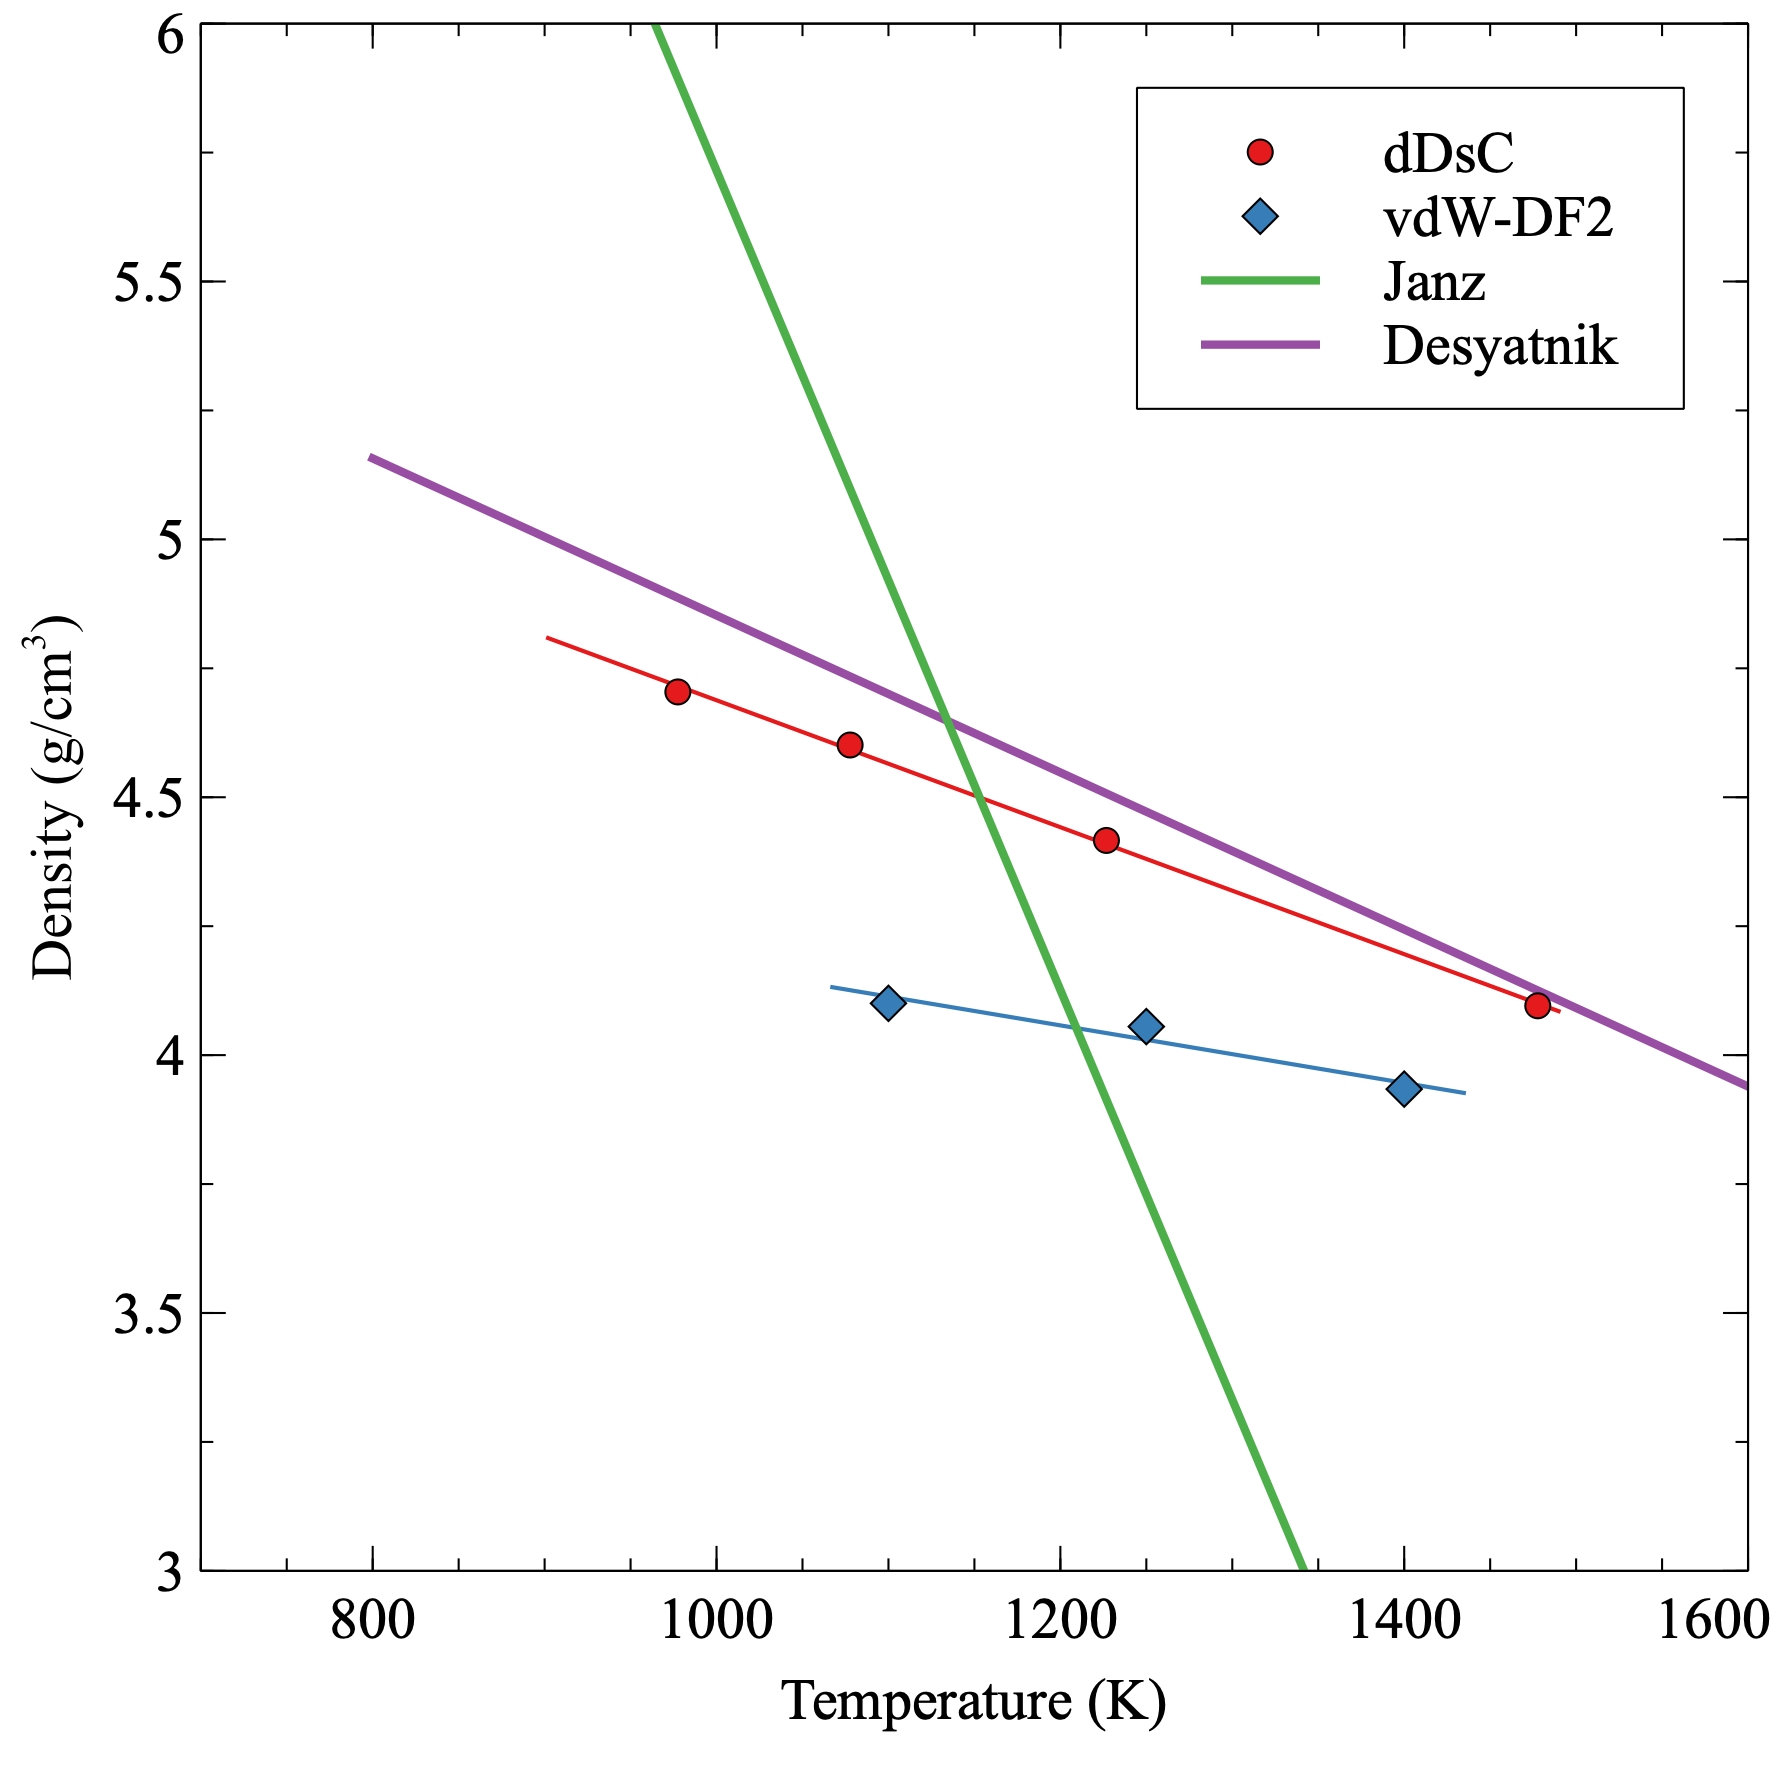 6
5.5
5
4.5
4
3.5
3
Density (g/cm³)
dDsC
vdW-DF2
Janz
Desyatnik
800 1000 1200 1400 1600
Temperature (K)